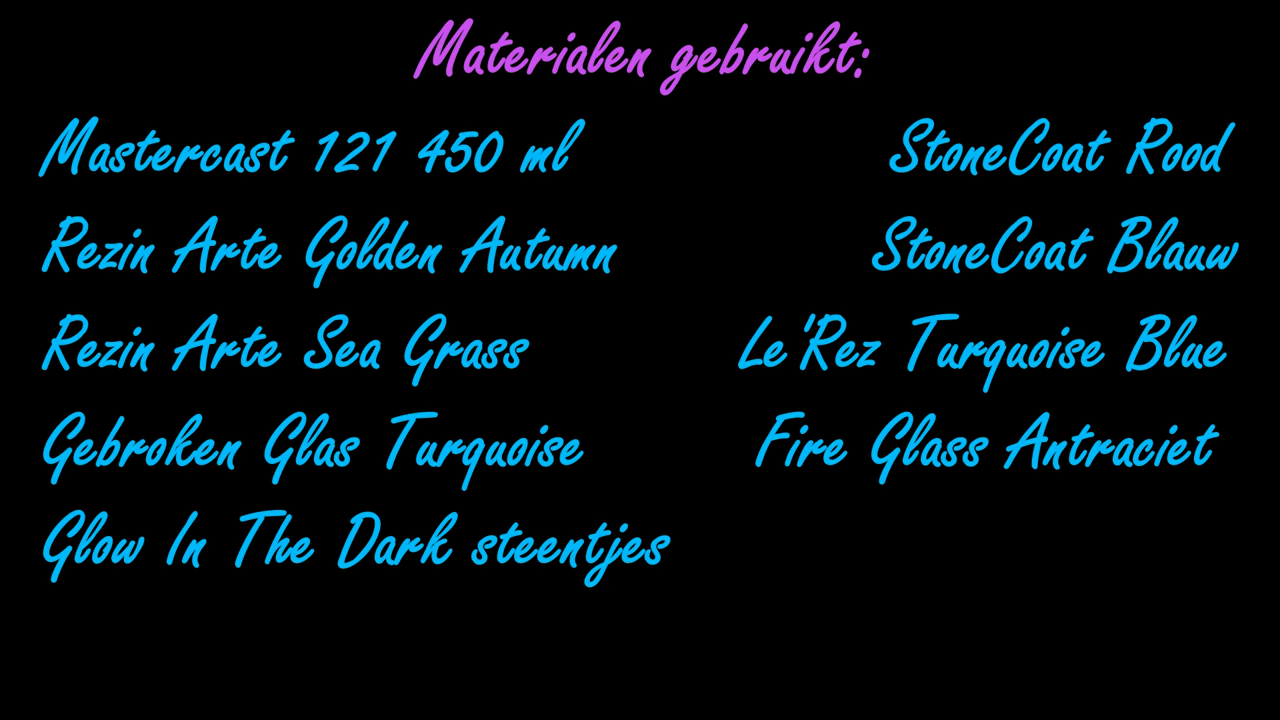 Materialen gebruikt:
Mastercast 121 450 ml
Rezin Arte Golden Autumn
Rezin Arte Sea Grass
Gebroken Glas Turquoise
Glow In The Dark steentjes
StoneCoat Rood
StoneCoat Blauw
Le'Rez Turquoise Blue
Fire Glass Antraciet